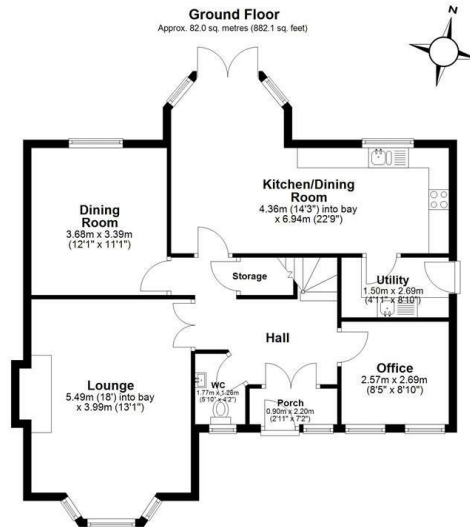 Ground Floor
Approx. 82.0 sq. metres (882.1 sq. feet)
N
Kitchen/Dining
Room
4.36m (14'3") into bay
x 6.94m (22'9")
Dining
Room
3.68m x 3.39m
(12'1" x 11'1")
Storage
Utility
1.50m x 2.69m
(4'11" x 8'10")
Hall
Office
2.57m x 2.69m
(8'5" x 8'10")
Lounge
5.49m (18') into bay
x 3.99m (13'1")
WC
1.77m x 1.26m
(5'10" x 4'2")
Porch
0.90m x 2.20m
(2'11" x 7'2")